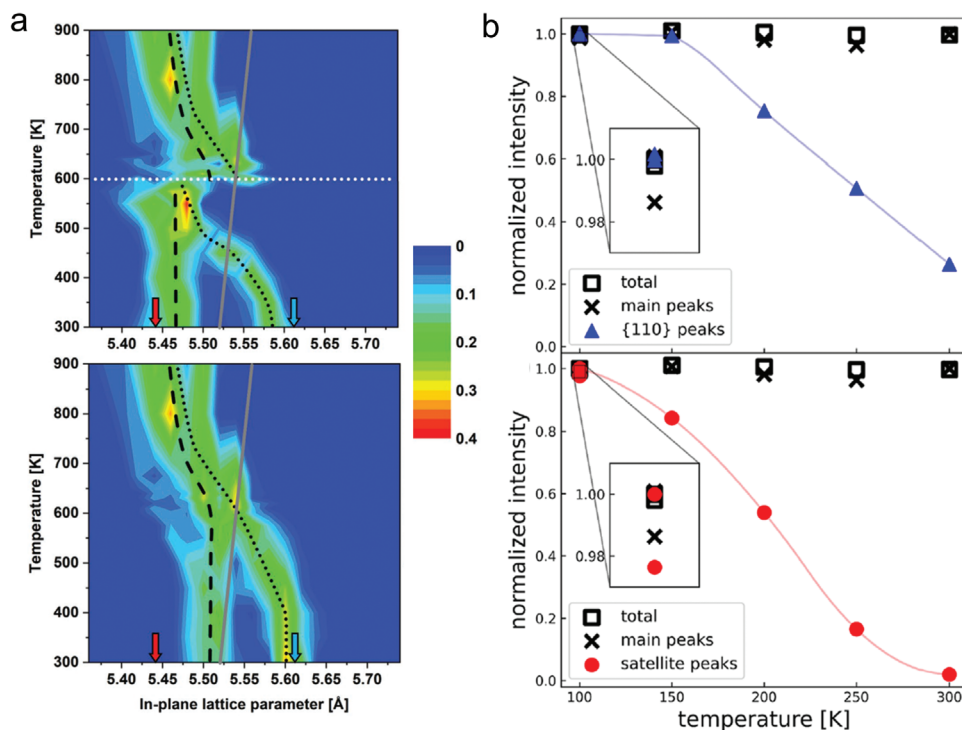 a
900
800
700
600
500
400
300
Temperature [K]
5.40 5.45 5.50 5.55 5.60 5.65 5.70
0
0.1
0.2
0.3
0.4
900
800
700
600
500
400
300
Temperature [K]
5.40 5.45 5.50 5.55 5.60 5.65 5.70
In-plane lattice parameter [Å]
b
1.0
0.8
0.6
0.4
0.2
0.0
normalized intensity
1.00
0.98
total
main peaks
{110} peaks
1.0
0.8
0.6
0.4
0.2
0.0
normalized intensity
1.00
0.98
total
main peaks
satellite peaks
100 150 200 250 300
temperature [K]